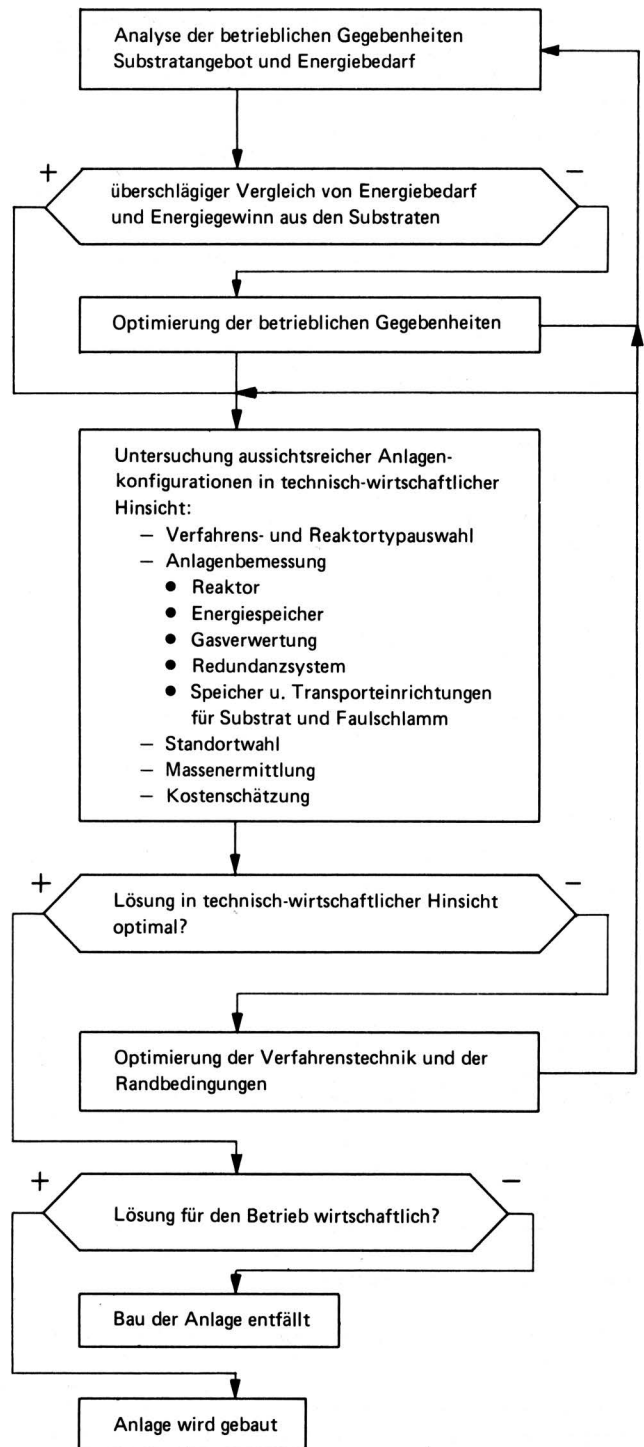 Analyse der betrieblichen Gegebenheiten
Substratangebot und Energiebedarf
+
−
überschlägiger Vergleich von Energiebedarf
und Energiegewinn aus den Substraten
Optimierung der betrieblichen Gegebenheiten
Untersuchung aussichtsreicher Anlagen-
konfigurationen in technisch-wirtschaftlicher
Hinsicht:
– Verfahrens- und Reaktortypauswahl
– Anlagenbemessung
● Reaktor
● Energiespeicher
● Gasverwertung
● Redundanzsystem
● Speicher u. Transporteinrichtungen
für Substrat und Faulschlamm
– Standortwahl
– Massenermittlung
– Kostenschätzung
+
−
Lösung in technisch-wirtschaftlicher Hinsicht
optimal?
Optimierung der Verfahrenstechnik und der
Randbedingungen
+
−
Lösung für den Betrieb wirtschaftlich?
Bau der Anlage entfällt
Anlage wird gebaut